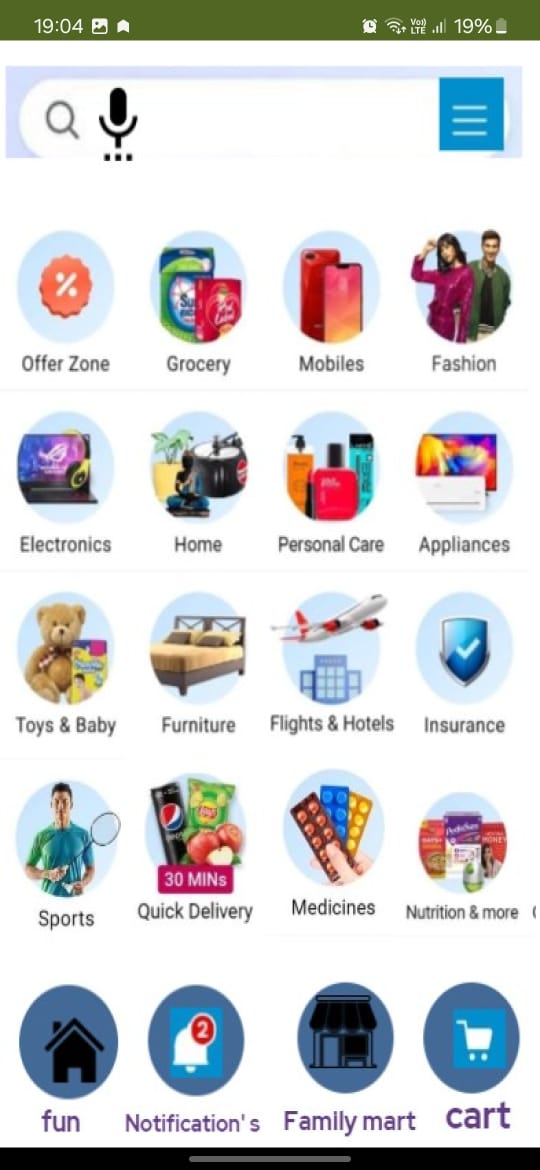 19:04 Vo) LTE 19%
%
Offer Zone Grocery Mobiles Fashion
Electronics Home Personal Care Appliances
Toys & Baby Furniture Flights & Hotels Insurance
30 MINs
Sports Quick Delivery Medicines Nutrition & more
2
fun Notification's Family mart cart